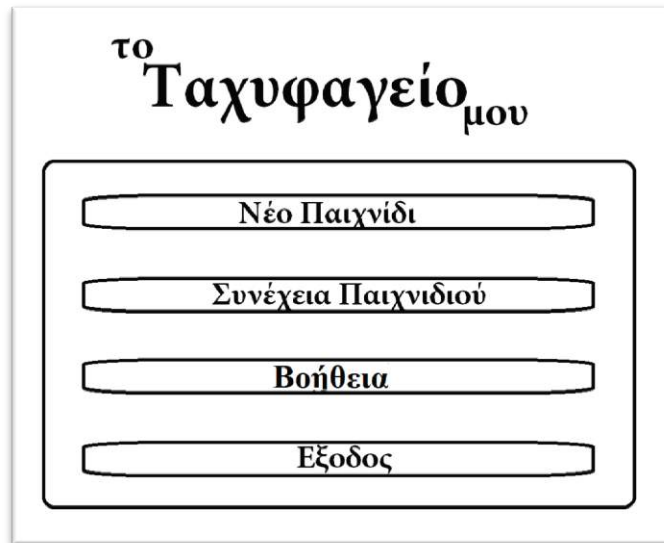 το
Ταχυφαγείο
μου
Νέο Παιχνίδι
Συνέχεια Παιχνιδιού
Βοήθεια
Εξοδος